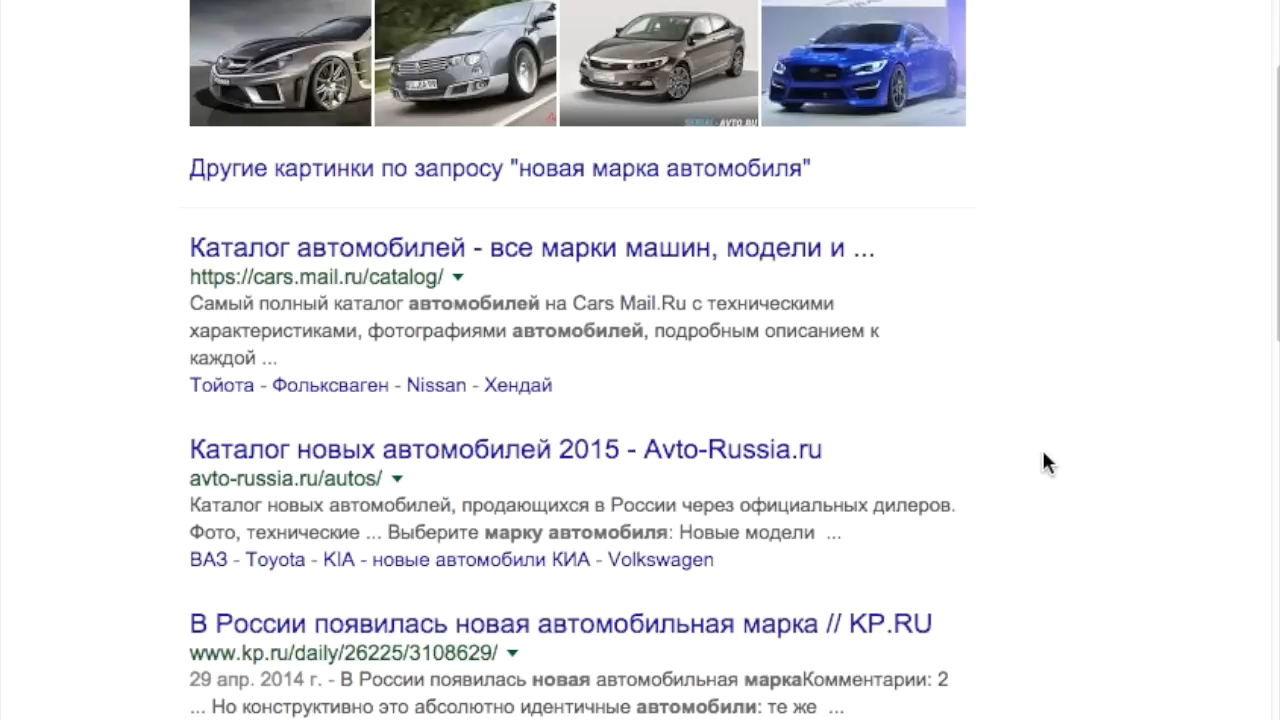 SERIAL-AVTO.RU
Другие картинки по запросу "новая марка автомобиля"
Каталог автомобилей - все марки машин, модели и ...
https://cars.mail.ru/catalog/
Самый полный каталог автомобилей на Cars Mail.Ru с техническими
характеристиками, фотографиями автомобилей, подробным описанием к
каждой ...
Тойота - Фольксваген - Nissan - Хендай
Каталог новых автомобилей 2015 - Avto-Russia.ru
avto-russia.ru/autos/
Каталог новых автомобилей, продающихся в России через официальных дилеров.
Фото, технические ... Выберите марку автомобиля: Новые модели ...
ВАЗ - Toyota - KIA - новые автомобили КИА - Volkswagen
В России появилась новая автомобильная марка // KP.RU
www.kp.ru/daily/26225/3108629/
29 апр. 2014 г. - В России появилась новая автомобильная маркаКомментарии: 2
... Но конструктивно это абсолютно идентичные автомобили: те же ...